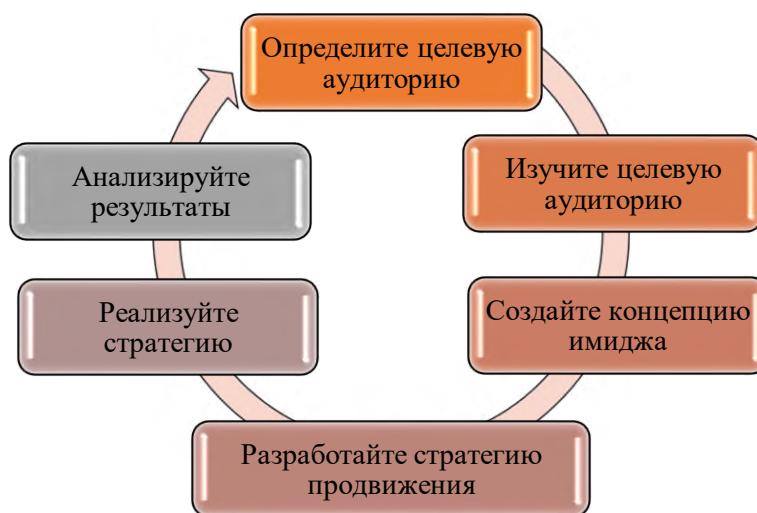 Определите целевую
аудиторию
Изучите целевую
аудиторию
Создайте концепцию
имиджа
Разработайте стратегию
продвижения
Реализуйте
стратегию
Анализируйте
результаты